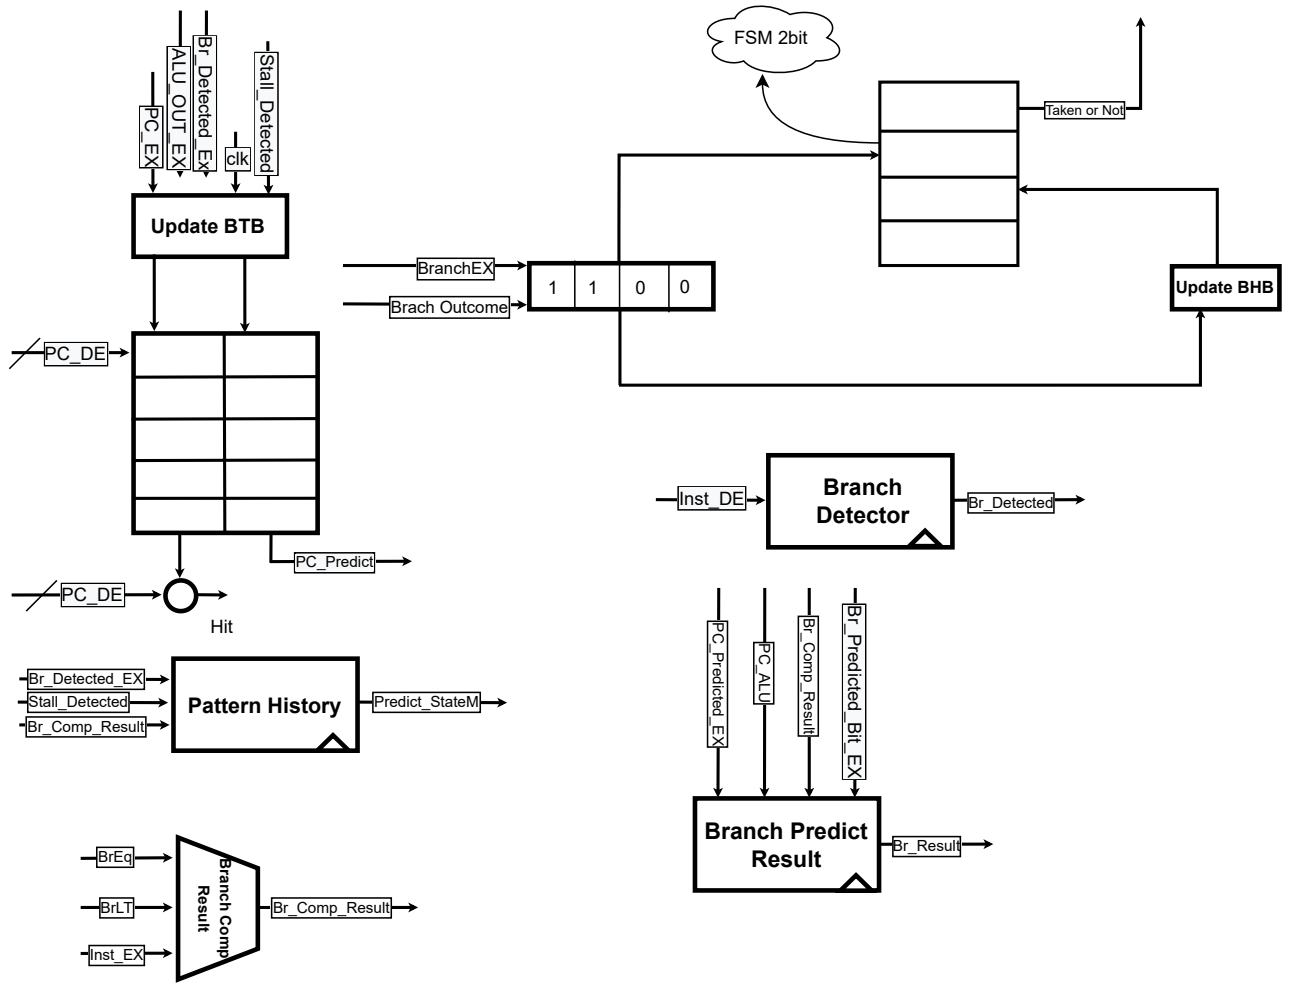 PC_EX
ALU_OUT_EX
Br_Detected_Ex
clk
Stall_Detected
Update BTB
PC_DE
PC_Predict
PC_DE
Hit
FSM 2bit
Taken or Not
BranchEX
Brach Outcome
1 1 0 0
Update BHB
Inst_DE
Branch
Detector
Br_Detected
Br_Detected_EX
Stall_Detected
Br_Comp_Result
Pattern History
Predict_StateM
PC_Predicted_EX
PC_ALU
Br_Comp_Result
Br_Predicted_Bit_EX
Branch Predict
Result
Br_Result
BrEq
BrLT
Inst_EX
Branch Comp
Result
Br_Comp_Result